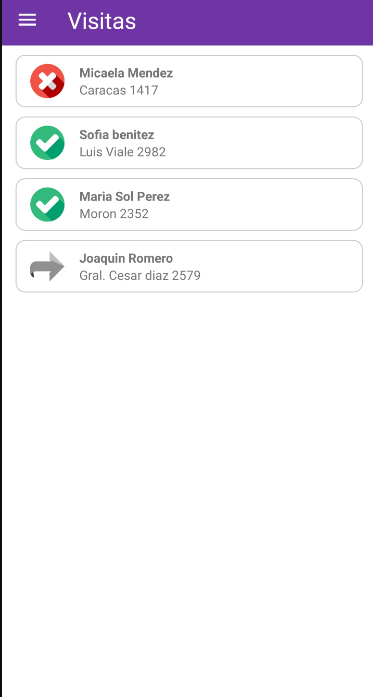 Visitas
Micaela Mendez
Caracas 1417
Sofia benitez
Luis Viale 2982
Maria Sol Perez
Moron 2352
Joaquin Romero
Gral. Cesar diaz 2579